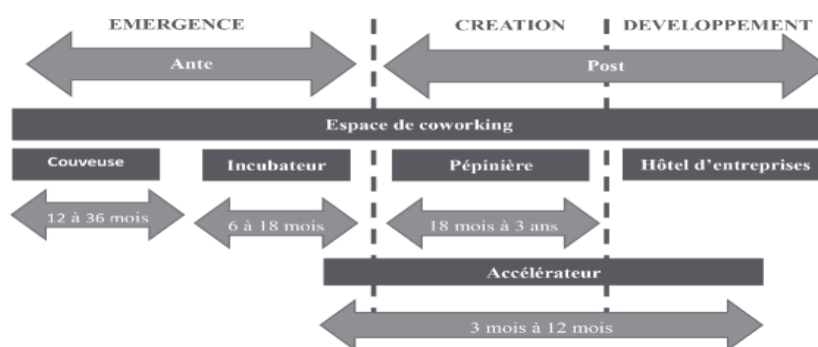 EMERGENCE CREATION DEVELOPPEMENT
Ante Post
Espace de coworking
Couveuse Incubateur Pépinière Hôtel d'entreprises
12 à 36 mois 6 à 18 mois 18 mois à 3 ans
Accélérateur
3 mois à 12 mois